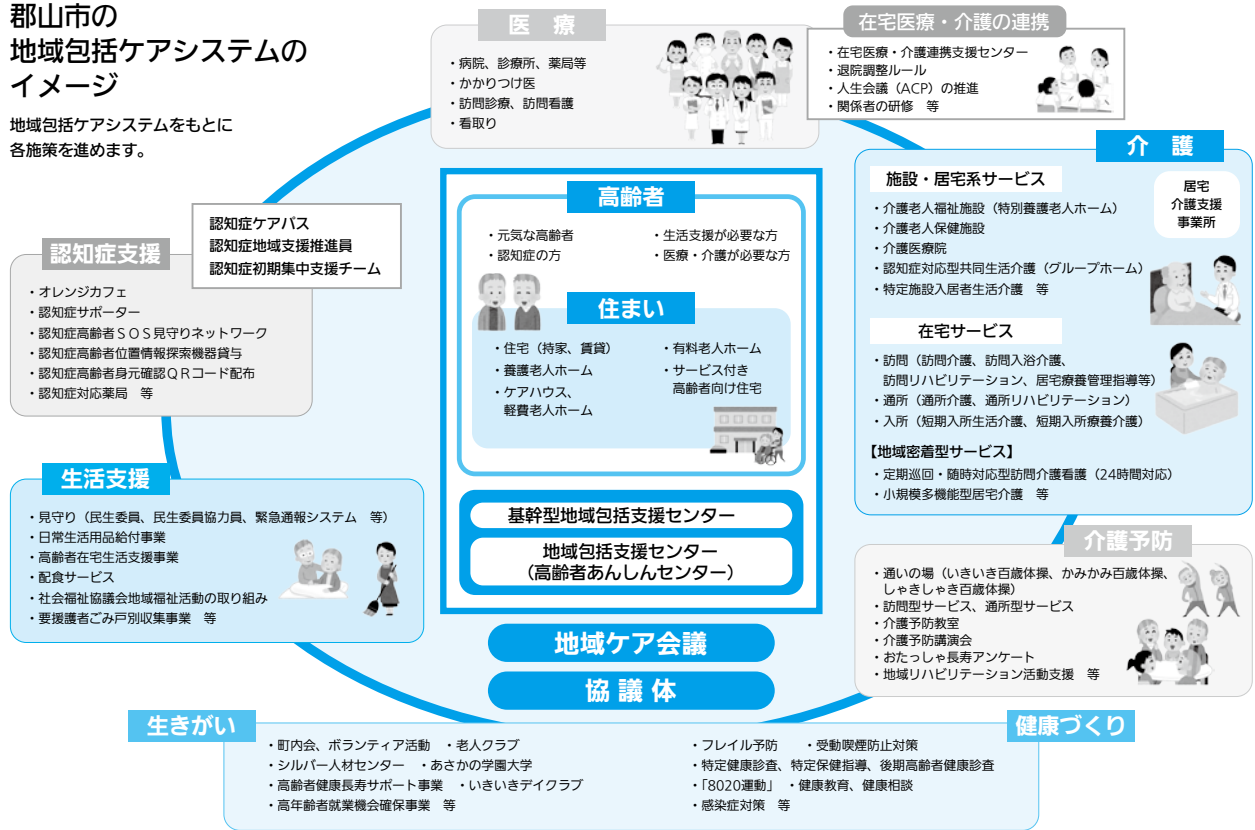 郡山市の
地域包括ケアシステムの
イメージ
地域包括ケアシステムをもとに
各施策を進めます。
医　療
・病院、診療所、薬局等
・かかりつけ医
・訪問診療、訪問看護
・看取り
在宅医療・介護の連携
・在宅医療・介護連携支援センター
・退院調整ルール
・人生会議（ACP）の推進
・関係者の研修　等
介　護
施設・居宅系サービス
・介護老人福祉施設（特別養護老人ホーム）
・介護老人保健施設
・介護医療院
・認知症対応型共同生活介護（グループホーム）
・特定施設入居者生活介護　等
居宅
介護支援
事業所
在宅サービス
・訪問（訪問介護、訪問入浴介護、
訪問リハビリテーション、居宅療養管理指導等）
・通所（通所介護、通所リハビリテーション）
・入所（短期入所生活介護、短期入所療養介護）
【地域密着型サービス】
・定期巡回・随時対応型訪問介護看護（24時間対応）
・小規模多機能型居宅介護　等
認知症ケアパス
認知症地域支援推進員
認知症初期集中支援チーム
認知症支援
・オレンジカフェ
・認知症サポーター
・認知症高齢者ＳＯＳ見守りネットワーク
・認知症高齢者位置情報探索機器貸与
・認知症高齢者身元確認ＱＲコード配布
・認知症対応薬局　等
高齢者
・元気な高齢者
・認知症の方
・生活支援が必要な方
・医療・介護が必要な方
住まい
・住宅（持家、賃貸）
・養護老人ホーム
・ケアハウス、
軽費老人ホーム
・有料老人ホーム
・サービス付き
高齢者向け住宅
基幹型地域包括支援センター
地域包括支援センター
（高齢者あんしんセンター）
地域ケア会議
協議体
生活支援
・見守り（民生委員、民生委員協力員、緊急通報システム　等）
・日常生活用品給付事業
・高齢者在宅生活支援事業
・配食サービス
・社会福祉協議会地域福祉活動の取り組み
・要援護者ごみ戸別収集事業　等
介護予防
・通いの場（いきいき百歳体操、かみかみ百歳体操、
しゃきしゃき百歳体操）
・訪問型サービス、通所型サービス
・介護予防教室
・介護予防講演会
・おたっしゃ長寿アンケート
・地域リハビリテーション活動支援　等
生きがい
・町内会、ボランティア活動　・老人クラブ
・シルバー人材センター　・あさかの学園大学
・高齢者健康長寿サポート事業　・いきいきデイクラブ
・高年齢者就業機会確保事業　等
健康づくり
・フレイル予防　　・受動喫煙防止対策
・特定健康診査、特定保健指導、後期高齢者健康診査
・「8020運動」　・健康教育、健康相談
・感染症対策　等